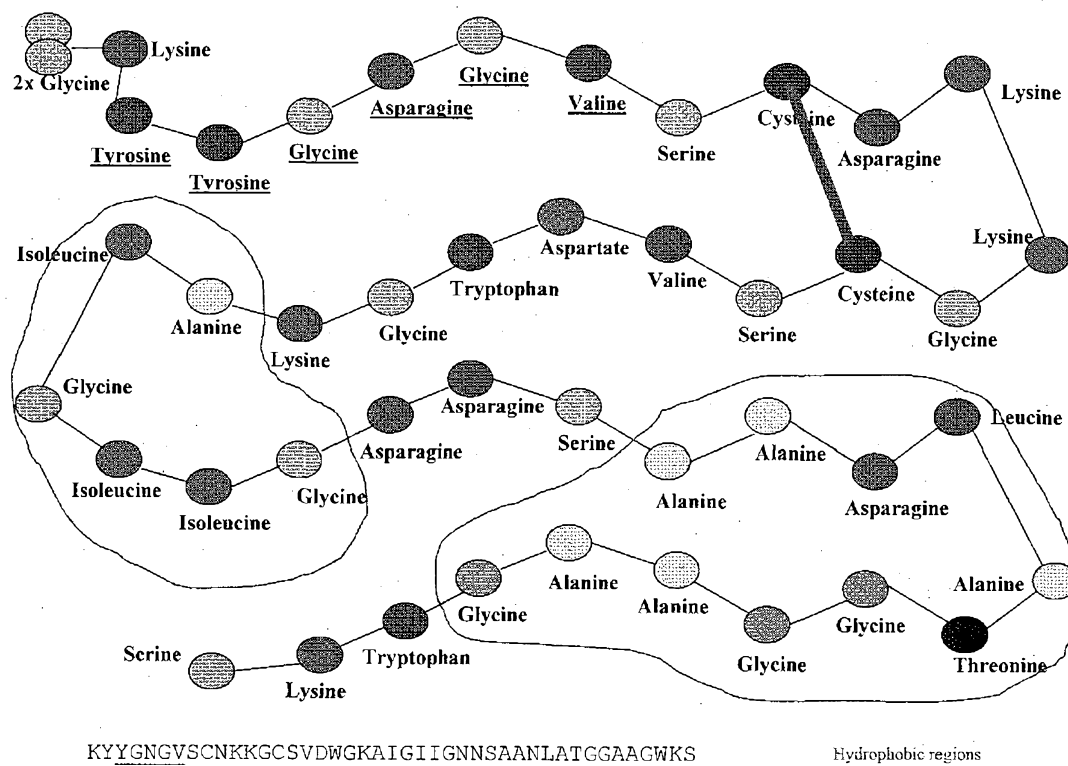 2x Glycine
Lysine
Tyrosine
Tyrosine
Glycine
Asparagine
Glycine
Valine
Serine
Cysteine
Asparagine
Lysine
Lysine
Glycine
Cysteine
Serine
Valine
Aspartate
Tryptophan
Glycine
Lysine
Alanine
Isoleucine
Glycine
Isoleucine
Isoleucine
Glycine
Asparagine
Asparagine
Serine
Alanine
Alanine
Asparagine
Leucine
Alanine
Threonine
Glycine
Glycine
Alanine
Alanine
Glycine
Tryptophan
Lysine
Serine
KYYGNGVSCNKKGCSVDWGKAIGIIGNNSAANLATGGAAGWKS
Hydrophobic regions